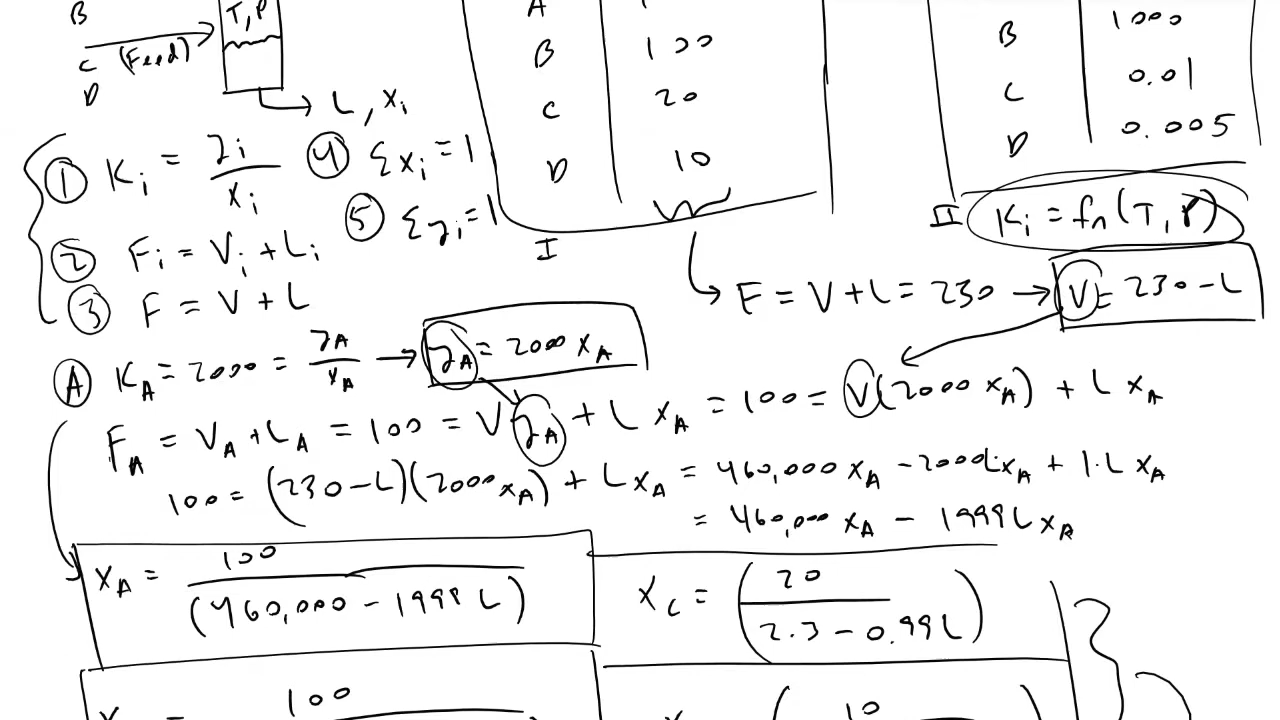 B
(Feed)
C
D
T, P
L, xi
① Ki = yi / xi
④ Σxi = 1
② Fi = Vi + Li
⑤ Σyi = 1
③ F = V + L
A
B 100
C 20
D 10
I
B 1000
C 0.01
D 0.005
II Ki = fn(T, P)
F = V + L = 230 → V = 230 - L
Ⓐ KA = 2000 = yA / xA → yA = 2000 xA
FA = VA + LA = 100 = V yA + L xA = 100 = V(2000 xA) + L xA
100 = (230 - L)(2000 xA) + L xA = 460,000 xA - 2000L·xA + 1·L xA
= 460,000 xA - 1999 L xA
xA = 100 / (460,000 - 1999 L)
xC = (20 / 2.3 - 0.99 L)
100
10